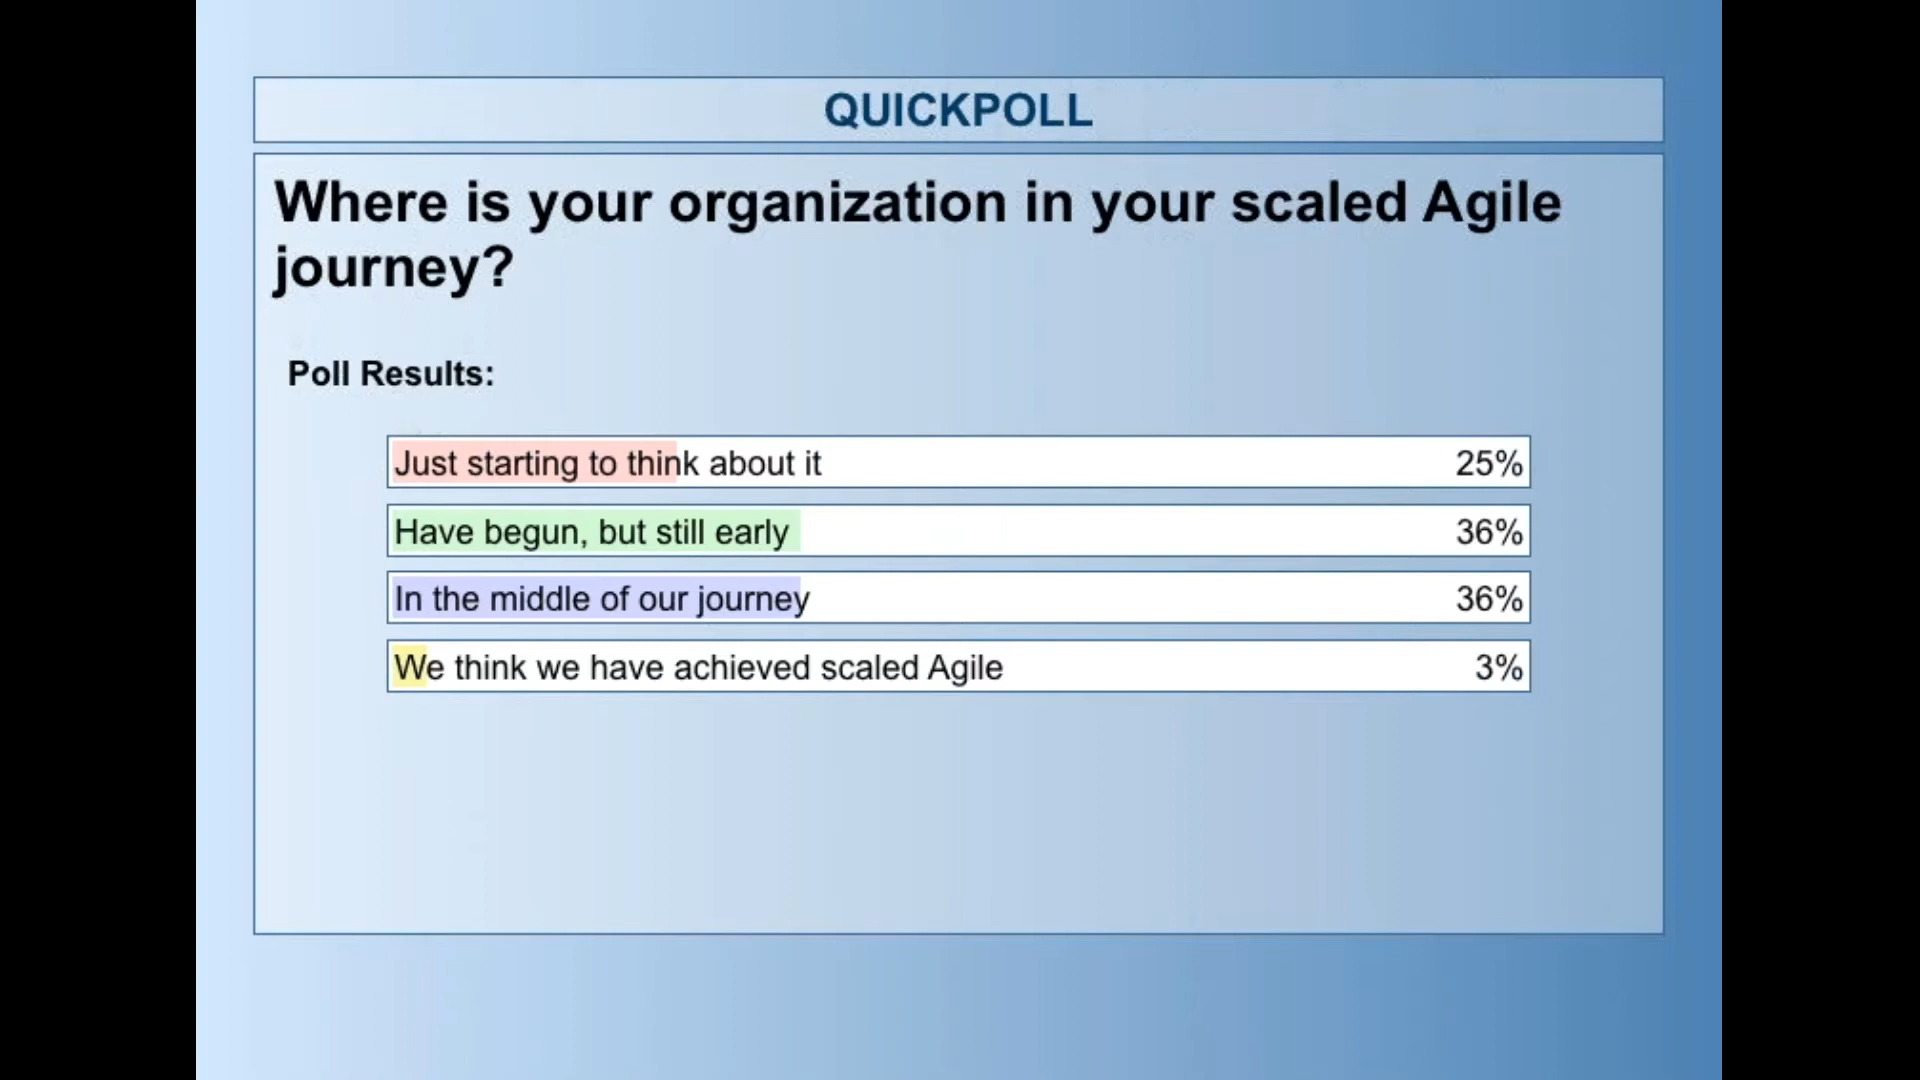 QUICKPOLL
Where is your organization in your scaled Agile
journey?
Poll Results:
Just starting to think about it 25%
Have begun, but still early 36%
In the middle of our journey 36%
We think we have achieved scaled Agile 3%